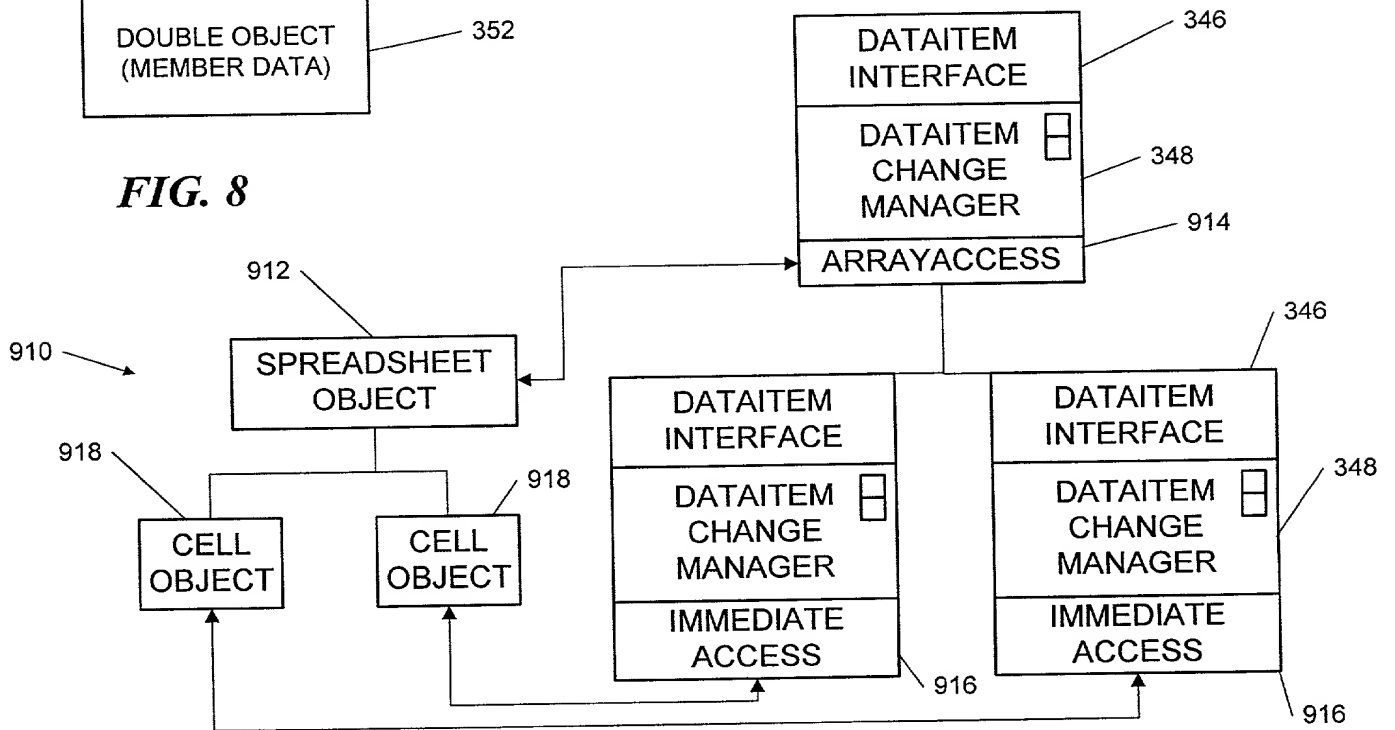 DOUBLE OBJECT
(MEMBER DATA)
352
FIG. 8
DATAITEM
INTERFACE
346
DATAITEM
CHANGE
MANAGER
348
ARRAYACCESS
914
912
910
SPREADSHEET
OBJECT
918
CELL
OBJECT
918
CELL
OBJECT
DATAITEM
INTERFACE
DATAITEM
CHANGE
MANAGER
IMMEDIATE
ACCESS
916
346
DATAITEM
INTERFACE
DATAITEM
CHANGE
MANAGER
348
IMMEDIATE
ACCESS
916